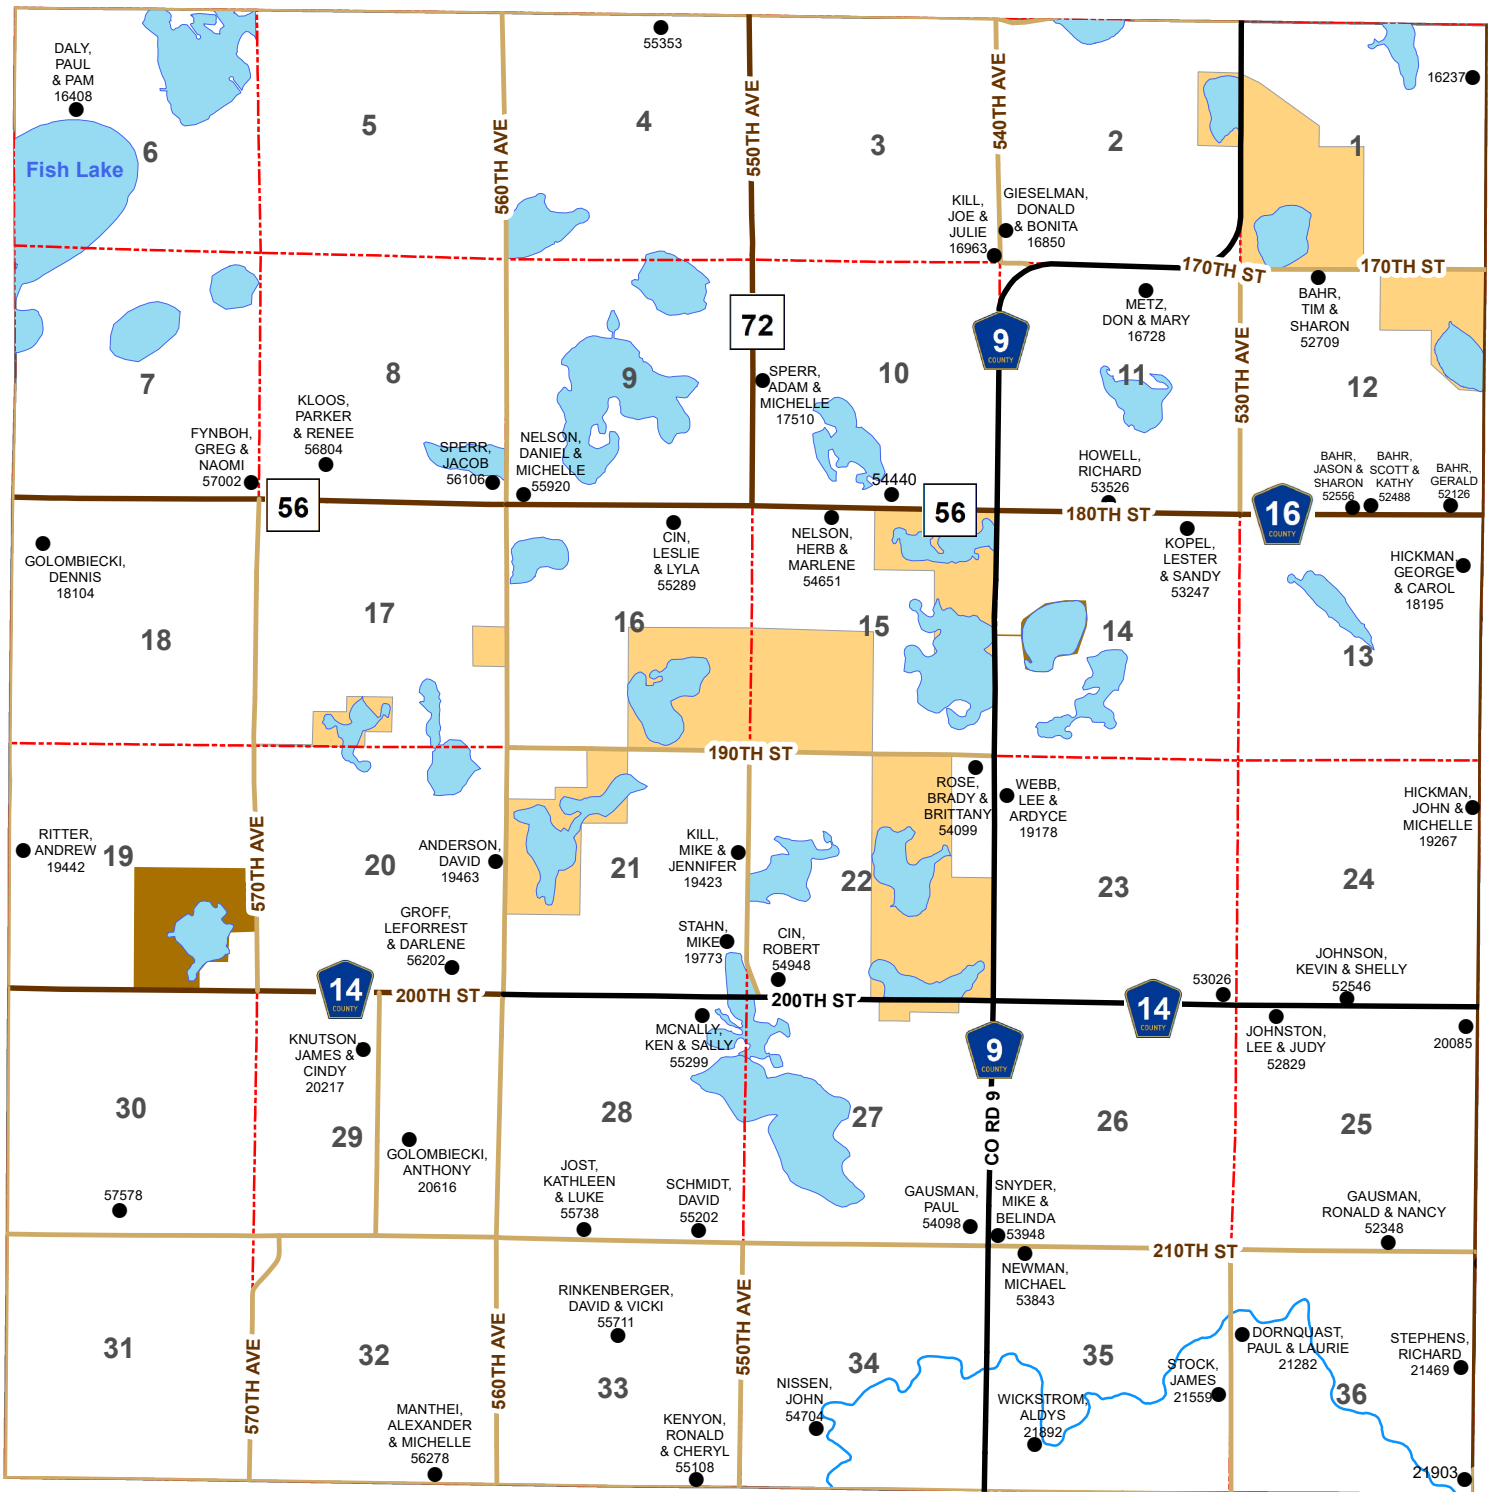 DALY,
PAUL
& PAM
16408
55353
16237
5
4
3
2
1
6
Fish Lake
560TH AVE
550TH AVE
540TH AVE
KILL,
JOE &
JULIE
16963
GIESELMAN,
DONALD
& BONITA
16850
170TH ST
170TH ST
METZ,
DON & MARY
16728
BAHR,
TIM &
SHARON
52709
72
9
COUNTY
530TH AVE
7
8
9
10
11
12
SPERR,
ADAM &
MICHELLE
17510
KLOOS,
PARKER
& RENEE
56804
FYNBOH,
GREG &
NAOMI
57002
SPERR,
JACOB
56106
NELSON,
DANIEL &
MICHELLE
55920
54440
HOWELL,
RICHARD
53526
BAHR,
JASON &
SHARON
52556
BAHR,
SCOTT &
KATHY
52488
BAHR,
GERALD
52126
56
56
180TH ST
16
COUNTY
GOLOMBIECKI,
DENNIS
18104
CIN,
LESLIE
& LYLA
55289
NELSON,
HERB &
MARLENE
54651
KOPEL,
LESTER
& SANDY
53247
HICKMAN,
GEORGE
& CAROL
18195
18
17
16
15
14
13
190TH ST
ROSE,
BRADY &
BRITTANY
54099
WEBB,
LEE &
ARDYCE
19178
HICKMAN,
JOHN &
MICHELLE
19267
RITTER,
ANDREW
19442
19
570TH AVE
20
ANDERSON,
DAVID
19463
21
KILL,
MIKE &
JENNIFER
19423
22
23
24
GROFF,
LEFORREST
& DARLENE
56202
STAHN,
MIKE
19773
CIN,
ROBERT
54948
53026
JOHNSON,
KEVIN & SHELLY
52546
14
COUNTY
200TH ST
200TH ST
14
COUNTY
KNUTSON,
JAMES &
CINDY
20217
MCNALLY,
KEN & SALLY
55299
9
COUNTY
JOHNSTON,
LEE & JUDY
52829
20085
30
29
28
27
CO RD 9
26
25
GOLOMBIECKI,
ANTHONY
20616
57578
JOST,
KATHLEEN
& LUKE
55738
SCHMIDT,
DAVID
55202
GAUSMAN,
PAUL
54098
SNYDER,
MIKE &
BELINDA
53948
GAUSMAN,
RONALD & NANCY
52348
210TH ST
NEWMAN,
MICHAEL
53843
RINKENBERGER,
DAVID & VICKI
55711
31
570TH AVE
32
560TH AVE
33
550TH AVE
34
35
36
DORNQUAST,
PAUL & LAURIE
21282
STEPHENS,
RICHARD
21469
STOCK,
JAMES
21559
NISSEN,
JOHN
54704
WICKSTROM,
ALDYS
21892
MANTHEI,
ALEXANDER
& MICHELLE
56278
KENYON,
RONALD
& CHERYL
55108
21903